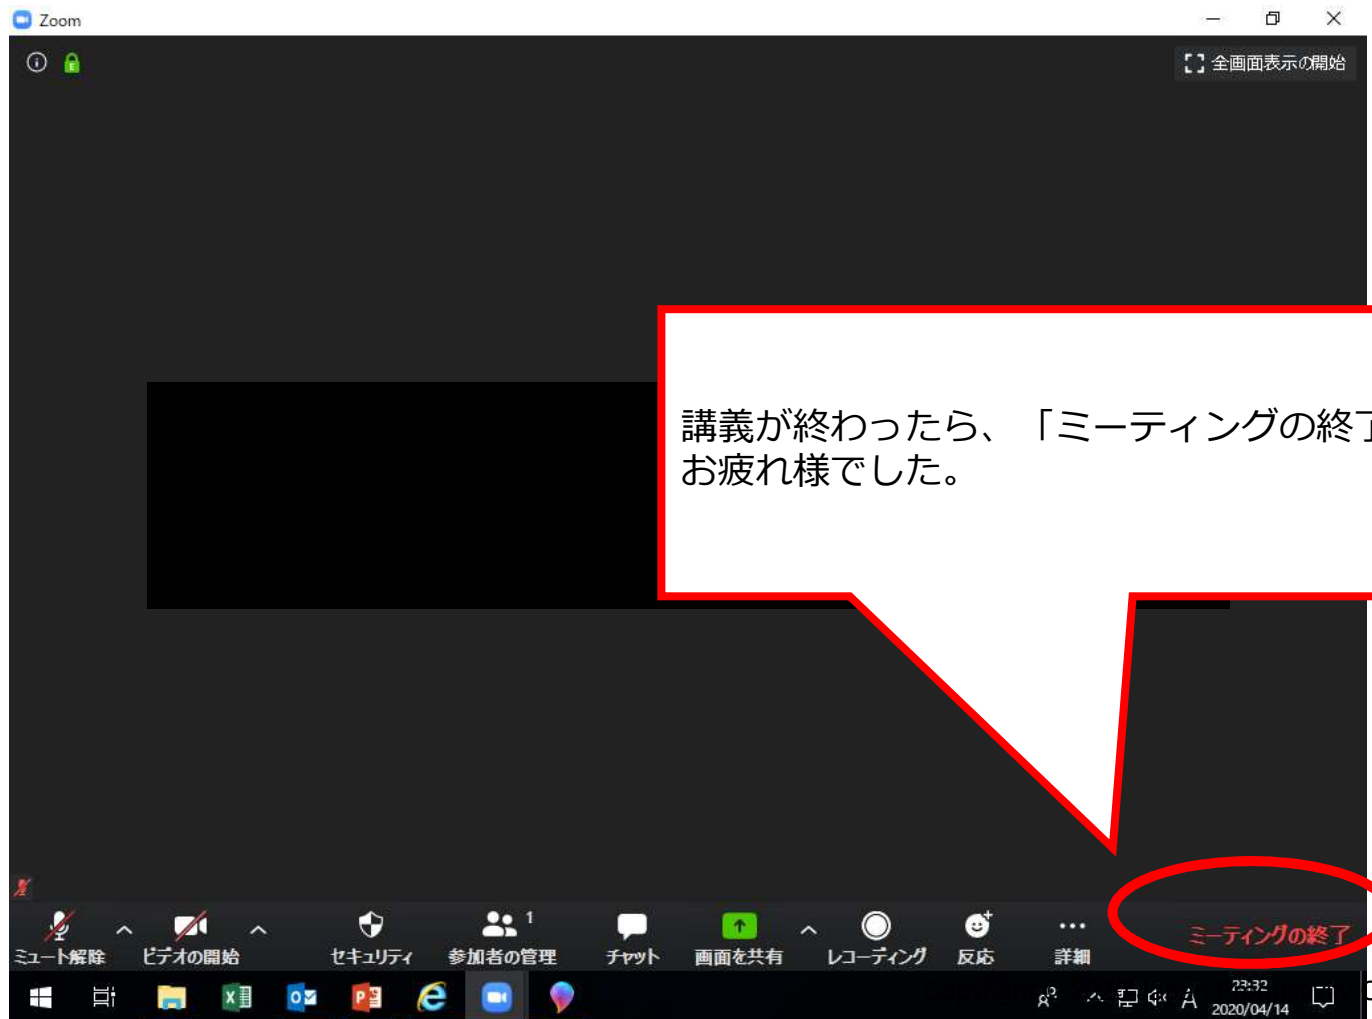 Zoom
全画面表示の開始
講義が終わったら、「ミーティングの終了
お疲れ様でした。
1
ミュート解除 ビデオの開始 セキュリティ 参加者の管理 チャット 画面を共有 レコーディング 反応 詳細 ミーティングの終了
A 23:32
2020/04/14